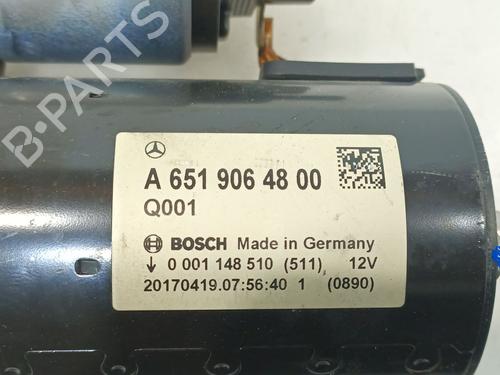 B-PARTS
A 651 906 48 00
Q001
BOSCH Made in Germany
↓ 0 001 148 510 (511) 12V
20170419.07:56:40 1 (0890)